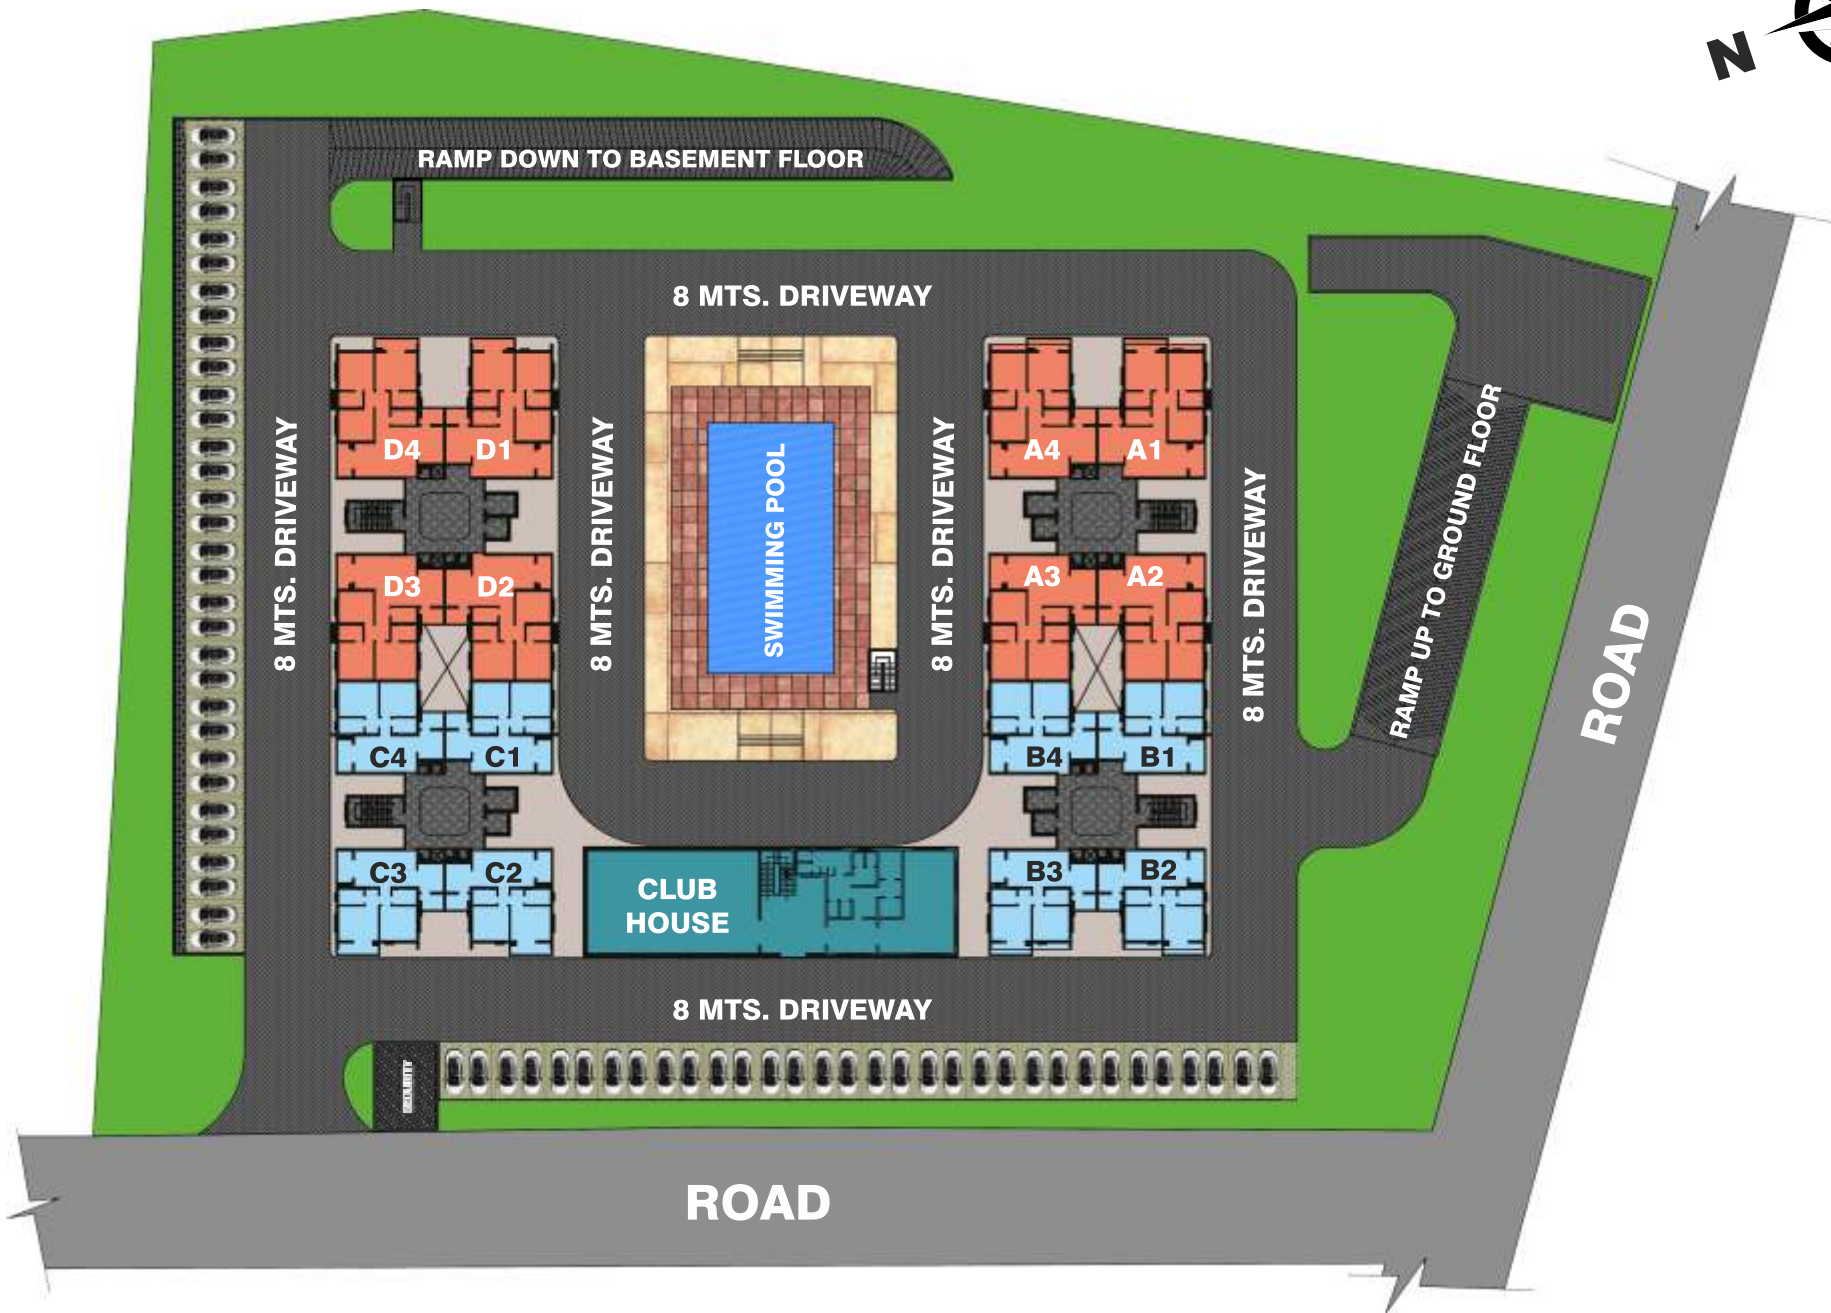 N
RAMP DOWN TO BASEMENT FLOOR
8 MTS. DRIVEWAY
8 MTS. DRIVEWAY
D4
D1
D3
D2
C4
C1
C3
C2
8 MTS. DRIVEWAY
SWIMMING POOL
8 MTS. DRIVEWAY
A4
A1
A3
A2
B4
B1
B3
B2
8 MTS. DRIVEWAY
RAMP UP TO GROUND FLOOR
ROAD
CLUB
HOUSE
8 MTS. DRIVEWAY
SECURITY
ROAD